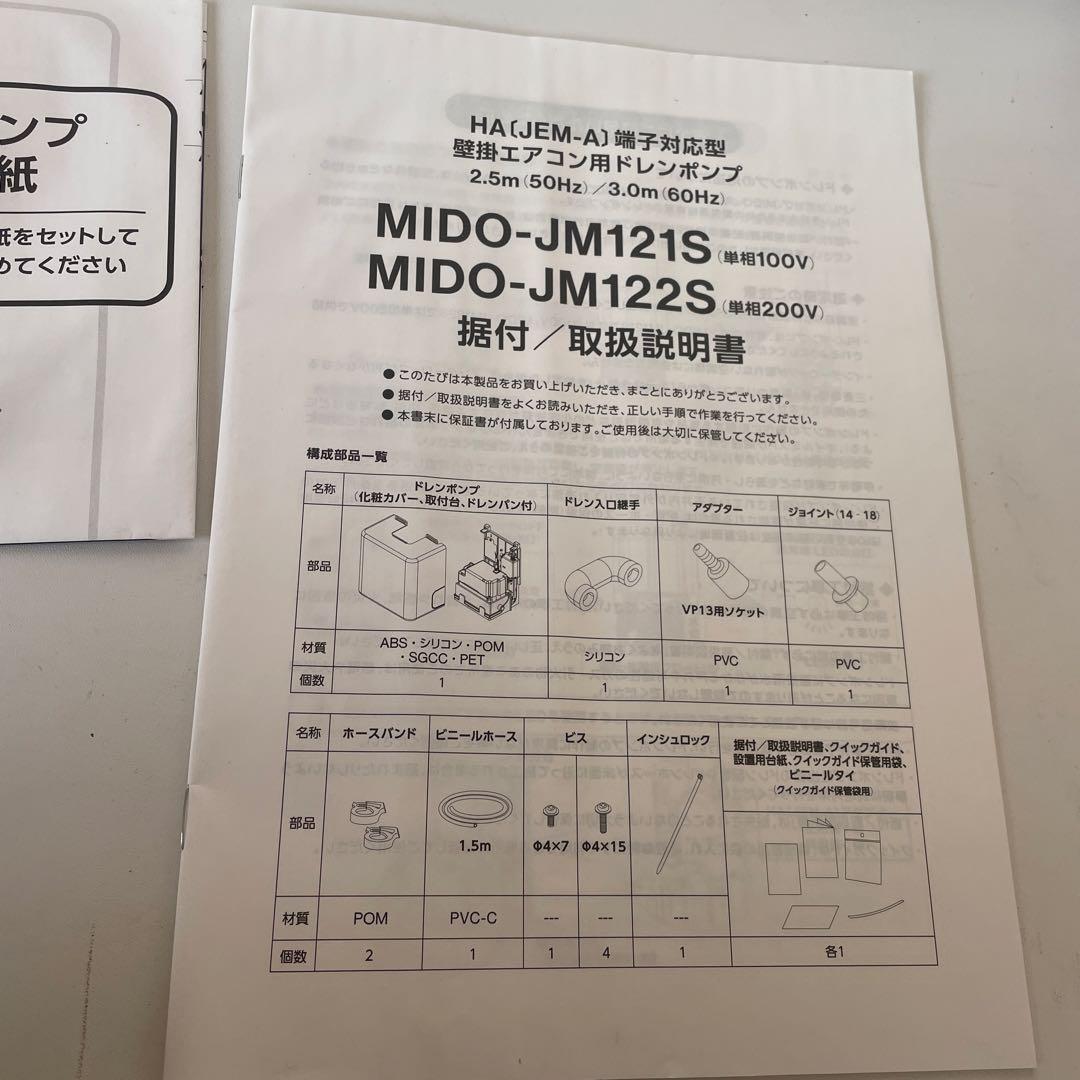 ンプ
紙
紙をセットして
めてください
HA〔JEM-A〕端子対応型
壁掛エアコン用ドレンポンプ
2.5m(50Hz)／3.0m(60Hz)
MIDO-JM121S(単相100V)
MIDO-JM122S(単相200V)
据付／取扱説明書
● このたびは本製品をお買い上げいただき、まことにありがとうございます。
● 据付／取扱説明書をよくお読みいただき、正しい手順で作業を行ってください。
● 本書末に保証書が付属しております。ご使用後は大切に保管してください。
構成部品一覧
名称 ドレンポンプ (化粧カバー、取付台、ドレンパン付) ドレン入口継手 アダプター ジョイント(14‐18)
部品 VP13用ソケット
材質 ABS・シリコン・POM ・SGCC・PET シリコン PVC PVC
個数 1 1 1 1
名称 ホースバンド ビニールホース ビス インシュロック 据付／取扱説明書、クイックガイド、
設置用台紙、クイックガイド保管用袋、
ビニールタイ
(クイックガイド保管袋用)
部品 1.5m Φ4×7 Φ4×15
材質 POM PVC-C --- --- ---
個数 2 1 1 4 1 各1